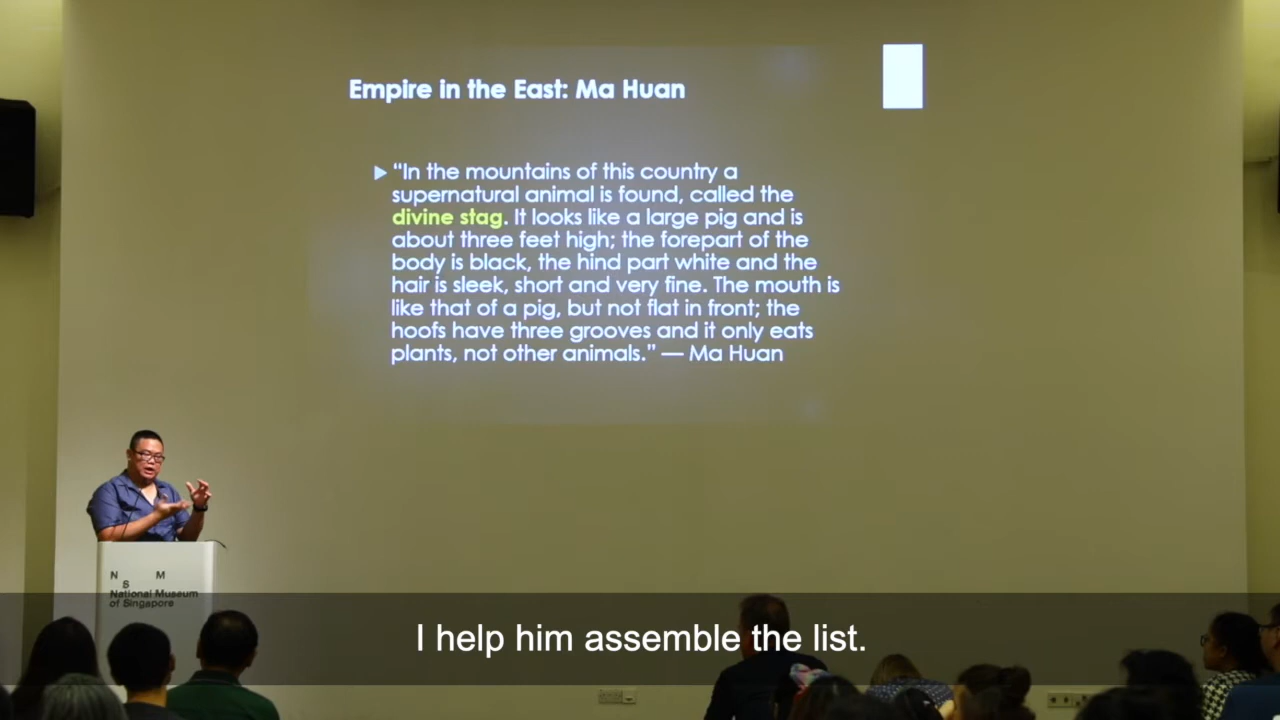 Empire in the East: Ma Huan
“In the mountains of this country a
supernatural animal is found, called the
divine stag. It looks like a large pig and is
about three feet high; the forepart of the
body is black, the hind part white and the
hair is sleek, short and very fine. The mouth is
like that of a pig, but not flat in front; the
hoofs have three grooves and it only eats
plants, not other animals.” — Ma Huan
N M
S
National Museum
of Singapore
I help him assemble the list.